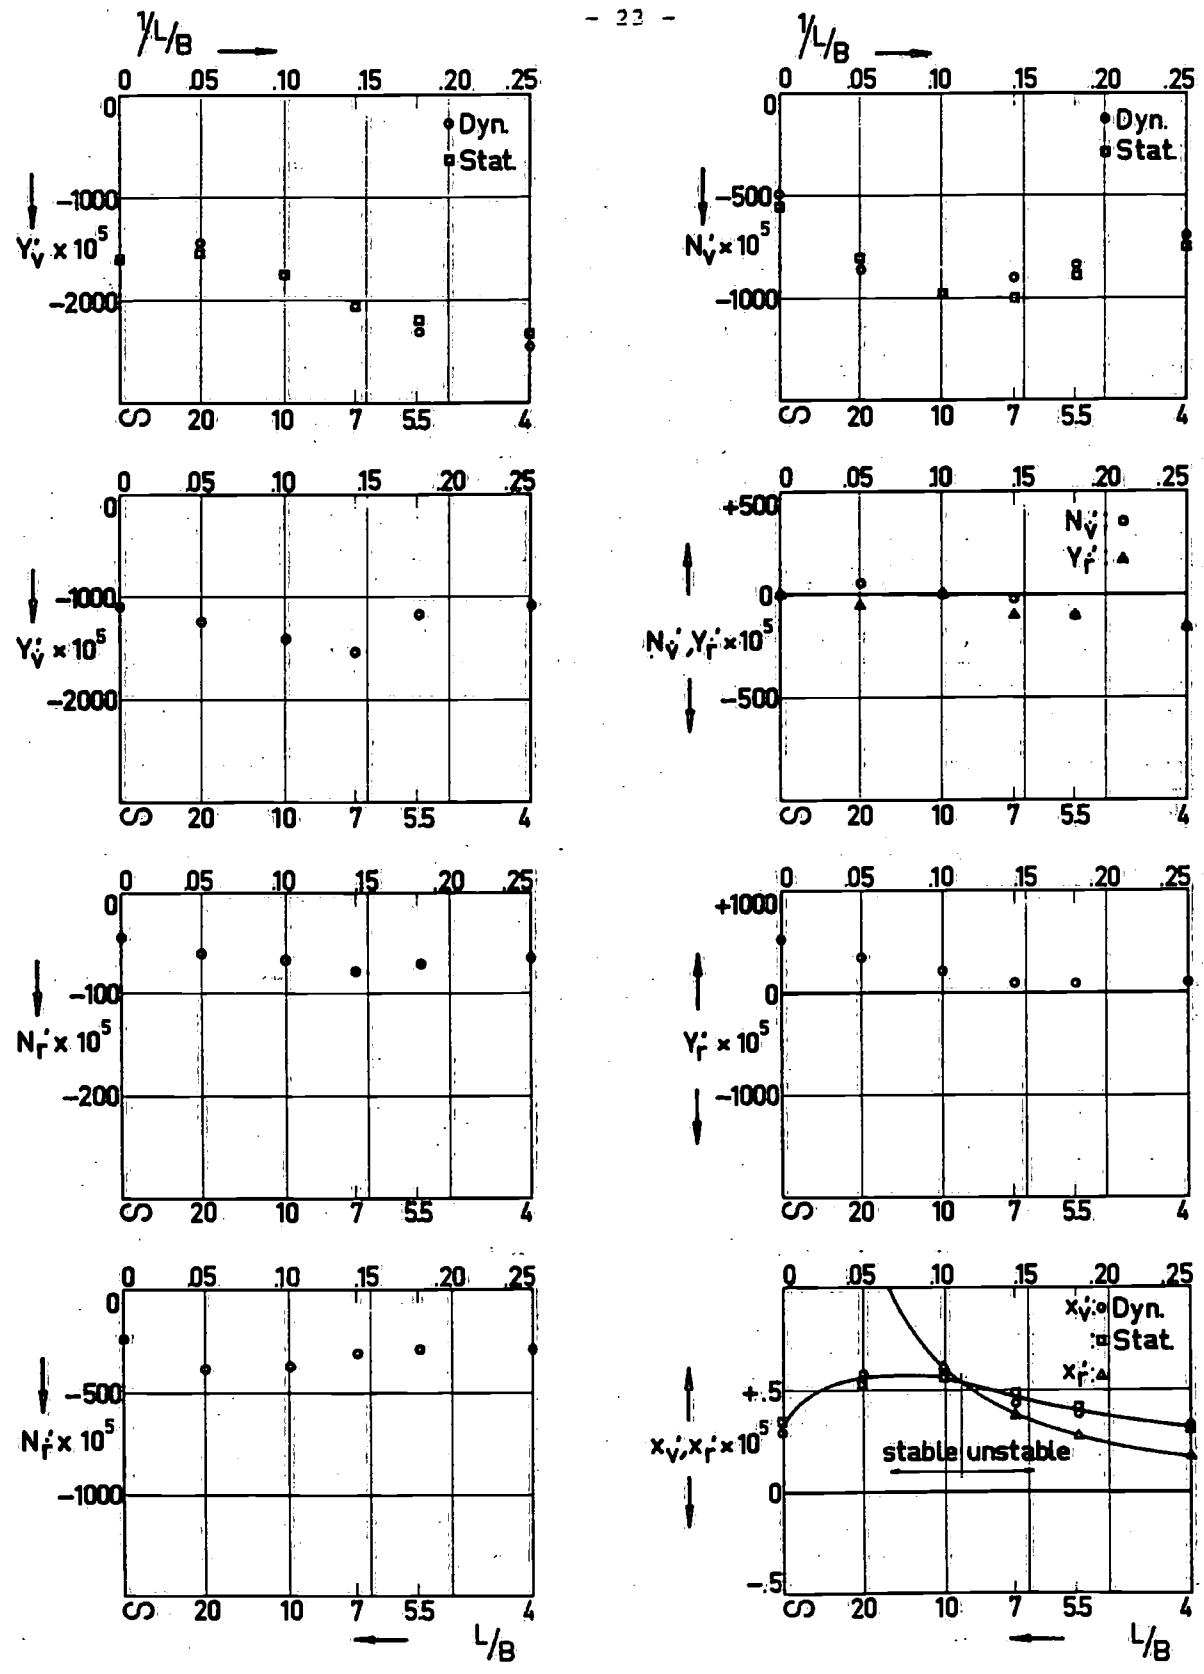 - 23 -
1/L/B
0 .05 .10 .15 .20 .25
0
Dyn.
Stat.
-1000
Y'v × 10^5
-2000
S 20 10 7 5.5 4
1/L/B
0 .05 .10 .15 .20 .25
0
Dyn.
Stat.
-500
N'v × 10^5
-1000
S 20 10 7 5.5 4
0 .05 .10 .15 .20 .25
0
-1000
Y'v̇ × 10^5
-2000
S 20 10 7 5.5 4
0 .05 .10 .15 .20 .25
+500
N'v̇ :
Y'ṙ :
0
N'v̇, Y'ṙ × 10^5
-500
S 20 10 7 5.5 4
0 .05 .10 .15 .20 .25
0
-100
N'ṙ × 10^5
-200
S 20 10 7 5.5 4
0 .05 .10 .15 .20 .25
+1000
0
Y'r × 10^5
-1000
S 20 10 7 5.5 4
0 .05 .10 .15 .20 .25
0
-500
N'r × 10^5
-1000
S 20 10 7 5.5 4
L/B
0 .05 .10 .15 .20 .25
x'v: Dyn.
: Stat.
x'r:
+.5
x'v, x'r × 10^5
stable unstable
0
-.5
S 20 10 7 5.5 4
L/B